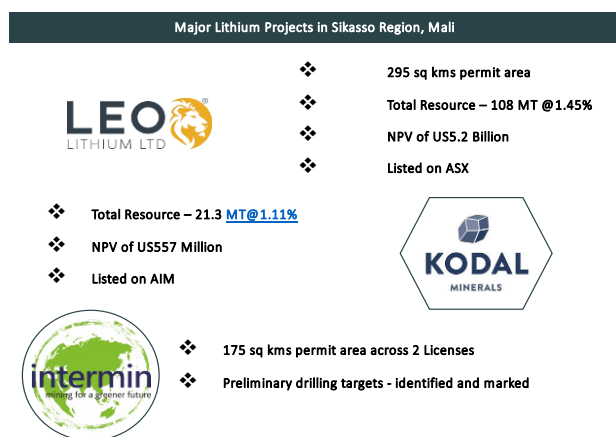 Major Lithium Projects in Sikasso Region, Mali
LEO
LITHIUM LTD
®
295 sq kms permit area
Total Resource – 108 MT @1.45%
NPV of US5.2 Billion
Listed on ASX
Total Resource – 21.3 MT@1.11%
NPV of US557 Million
Listed on AIM
KODAL
MINERALS
intermin
mining for a greener future
175 sq kms permit area across 2 Licenses
Preliminary drilling targets - identified and marked